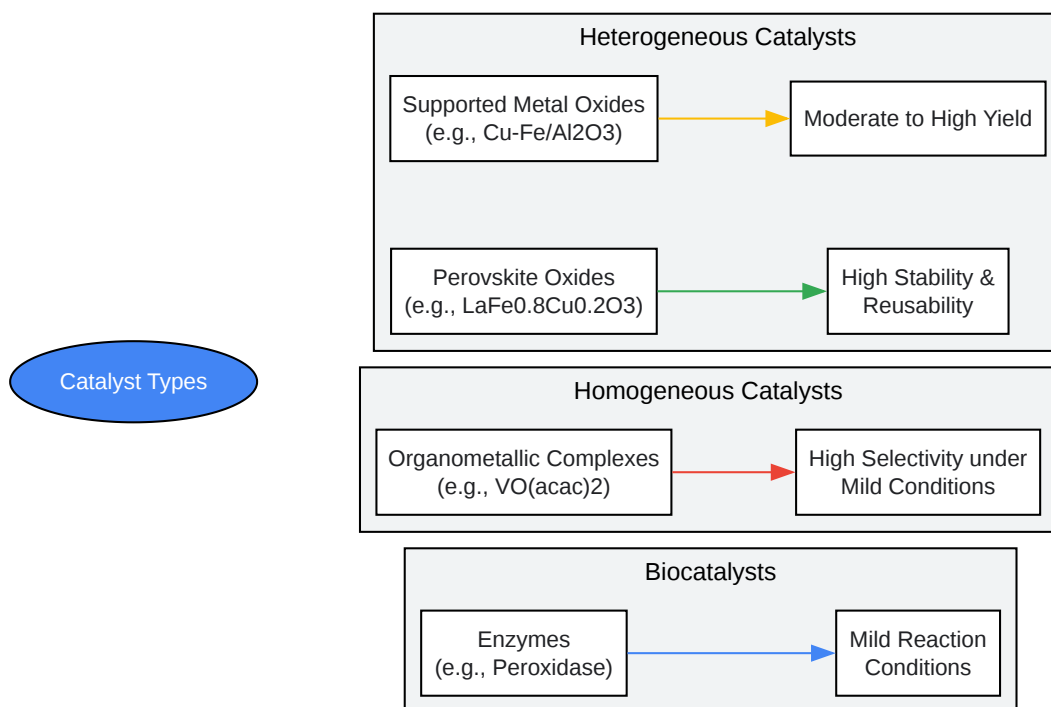 Heterogeneous Catalysts
Supported Metal Oxides
(e.g., Cu-Fe/Al2O3)
Moderate to High Yield
Perovskite Oxides
(e.g., LaFe0.8Cu0.2O3)
High Stability &
Reusability
Catalyst Types
Homogeneous Catalysts
Organometallic Complexes
(e.g., VO(acac)2)
High Selectivity under
Mild Conditions
Biocatalysts
Enzymes
(e.g., Peroxidase)
Mild Reaction
Conditions